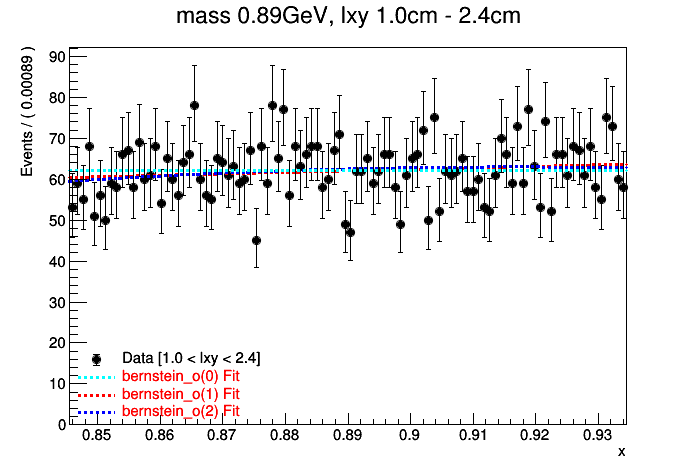 mass 0.89GeV, lxy 1.0cm - 2.4cm
Events / ( 0.00089 )
90
80
70
60
50
40
30
20
10
0
Data [1.0 < lxy < 2.4]
bernstein_o(0) Fit
bernstein_o(1) Fit
bernstein_o(2) Fit
0.85 0.86 0.87 0.88 0.89 0.9 0.91 0.92 0.93
x